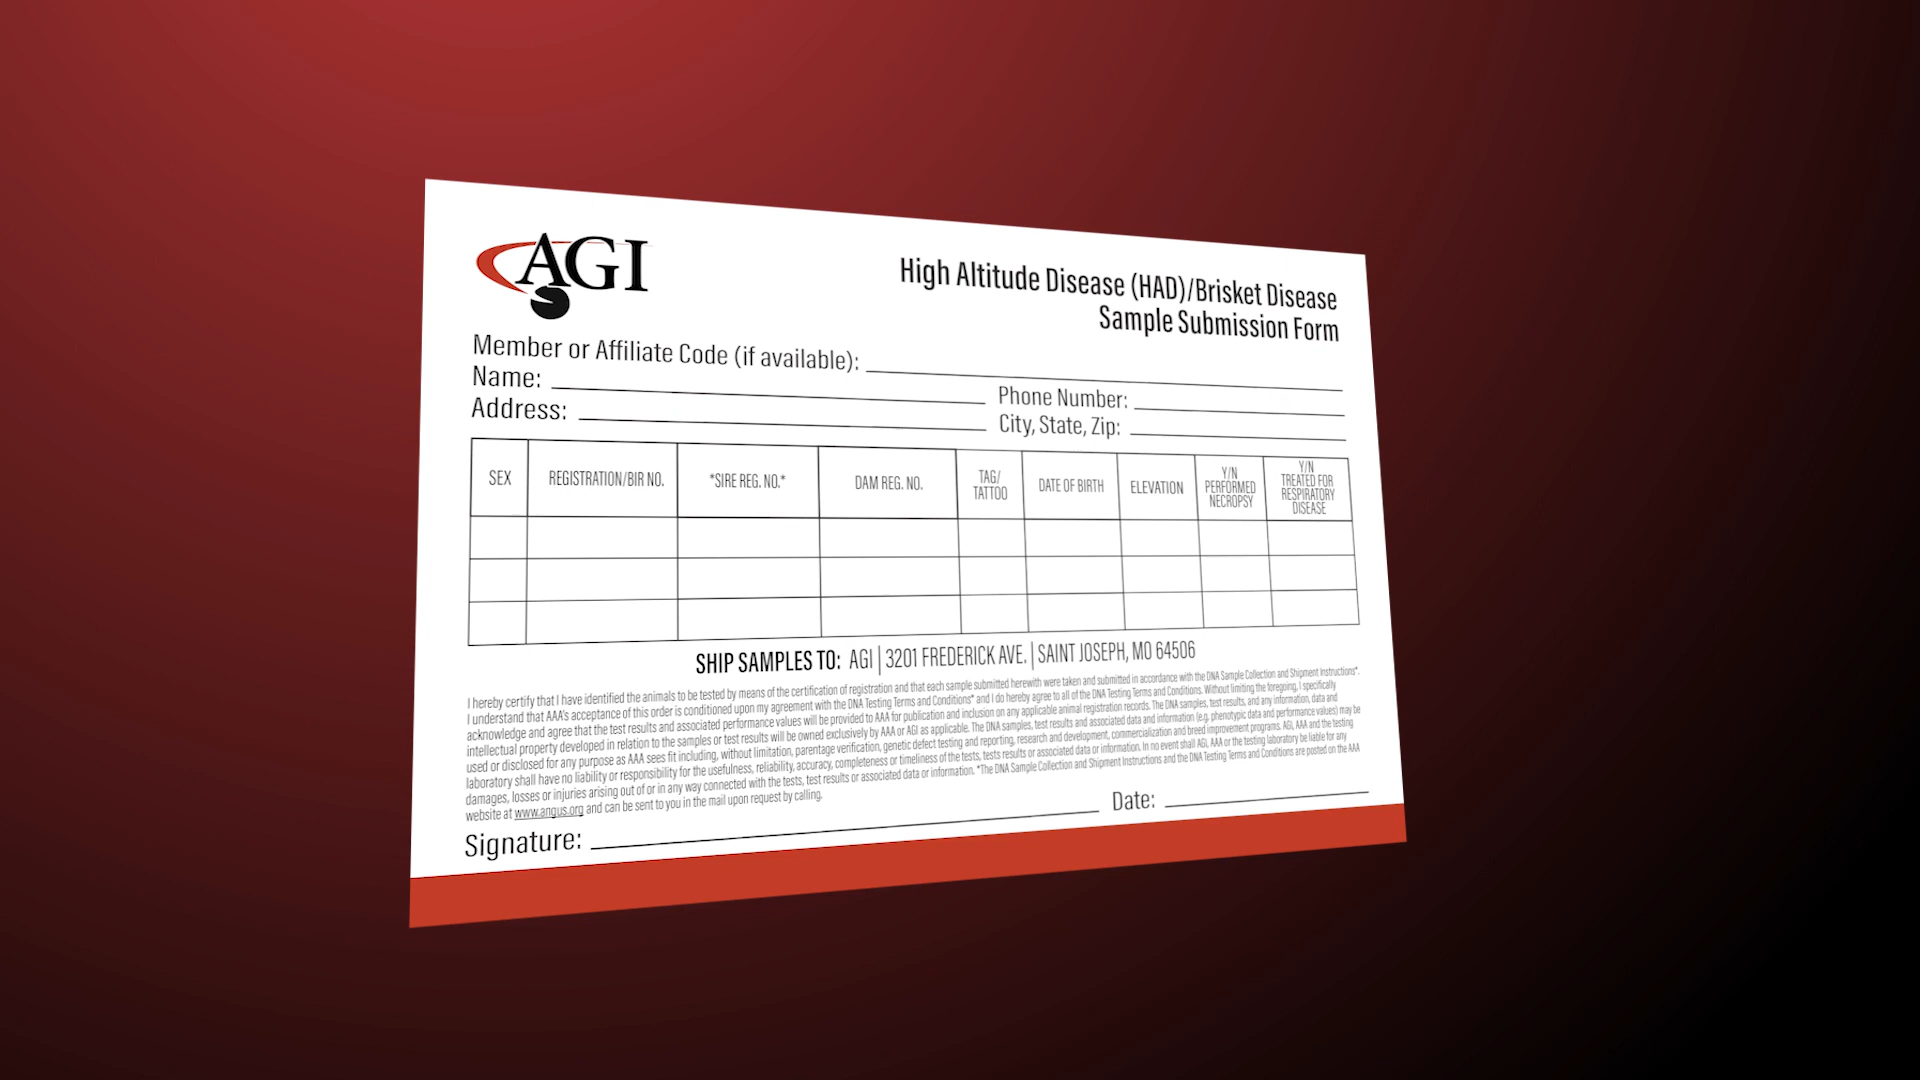 AGI
High Altitude Disease (HAD)/Brisket Disease
Sample Submission Form
Member or Affiliate Code (if available):
Name:
Phone Number:
Address:
City, State, Zip:
SEX
REGISTRATION/BIR NO.
*SIRE REG. NO.*
DAM REG. NO.
TAG/
TATTOO
DATE OF BIRTH
ELEVATION
Y/N
PERFORMED
NECROPSY
Y/N
TREATED FOR
RESPIRATORY
DISEASE
SHIP SAMPLES TO: AGI | 3201 FREDERICK AVE. | SAINT JOSEPH, MO 64506
I hereby certify that I have identified the animals to be tested by means of the certification of registration and that each sample submitted herewith were taken and submitted in accordance with the DNA Sample Collection and Shipment Instructions*.
I understand that AAA's acceptance of this order is conditioned upon my agreement with the DNA Testing Terms and Conditions* and I do hereby agree to all of the DNA Testing Terms and Conditions. Without limiting the foregoing, I specifically
acknowledge and agree that the test results and associated performance values will be provided to AAA for publication and inclusion on any applicable animal registration records. The DNA samples, test results, and any information, data and
intellectual property developed in relation to the samples or test results will be owned exclusively by AAA or AGI as applicable. The DNA samples, test results and associated data and information (e.g. phenotypic data and performance values) may be
used or disclosed for any purpose as AAA sees fit including, without limitation, parentage verification, genetic defect testing and reporting, research and development, commercialization and breed improvement programs. AGI, AAA and the testing
laboratory shall have no liability or responsibility for the usefulness, reliability, accuracy, completeness or timeliness of the tests, tests results or associated data or information. In no event shall AGI, AAA or the testing laboratory be liable for any
damages, losses or injuries arising out of or in any way connected with the tests, test results or associated data or information. *The DNA Sample Collection and Shipment Instructions and the DNA Testing Terms and Conditions are posted on the AAA
website at www.angus.org and can be sent to you in the mail upon request by calling.
Signature:
Date: